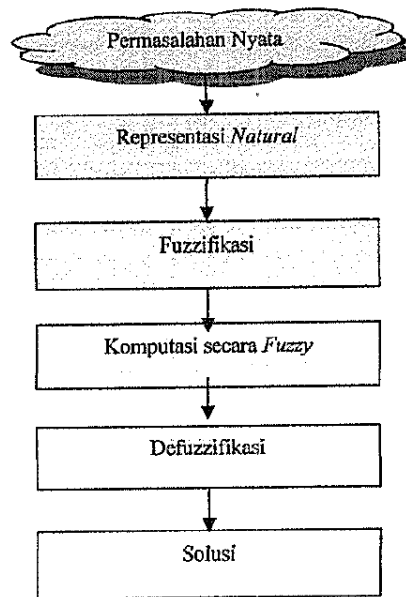 Permasalahan Nyata
Representasi Natural
Fuzzifikasi
Komputasi secara Fuzzy
Defuzzifikasi
Solusi